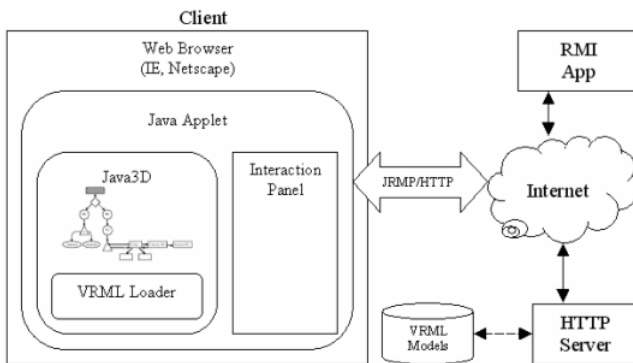 Client
Web Browser
(IE, Netscape)
Java Applet
Java3D
VRML Loader
Interaction
Panel
JRMP/HTTP
RMI
App
Internet
VRML
Models
HTTP
Server